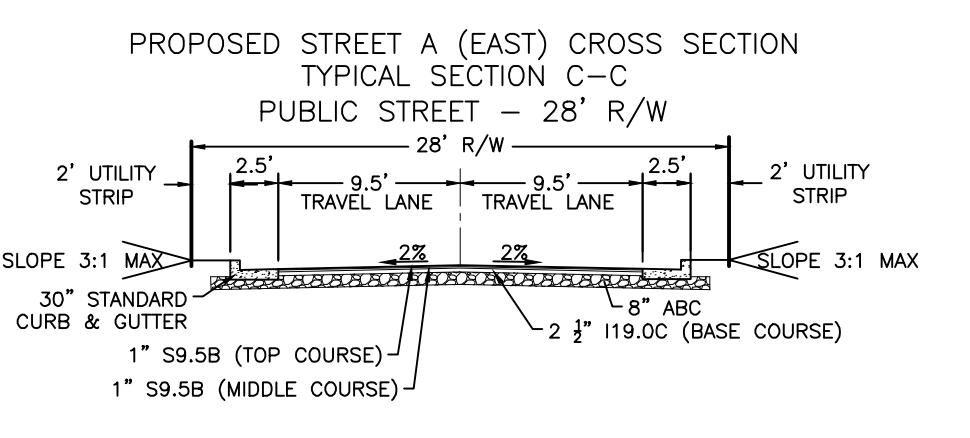 PROPOSED STREET A (EAST) CROSS SECTION
TYPICAL SECTION C-C
PUBLIC STREET - 28' R/W
28' R/W
2' UTILITY
STRIP
2.5'
9.5'
TRAVEL LANE
9.5'
TRAVEL LANE
2.5'
2' UTILITY
STRIP
2%
2%
SLOPE 3:1 MAX
SLOPE 3:1 MAX
30" STANDARD
CURB & GUTTER
8" ABC
2 1/2" I19.0C (BASE COURSE)
1" S9.5B (TOP COURSE)
1" S9.5B (MIDDLE COURSE)